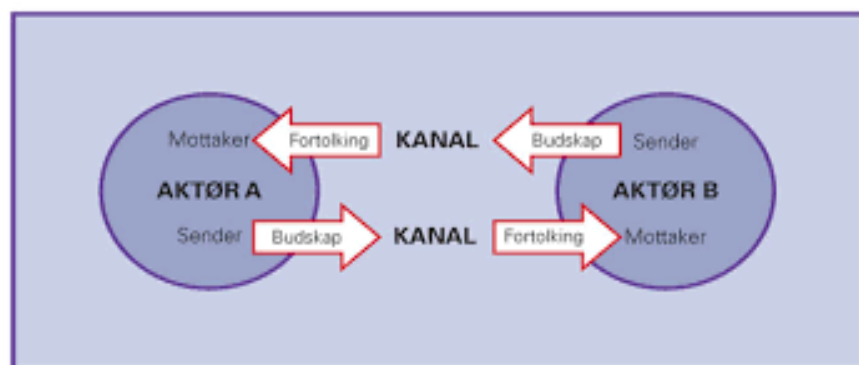 Mottaker Fortolking KANAL Budskap Sender
AKTØR A AKTØR B
Sender Budskap KANAL Fortolking Mottaker